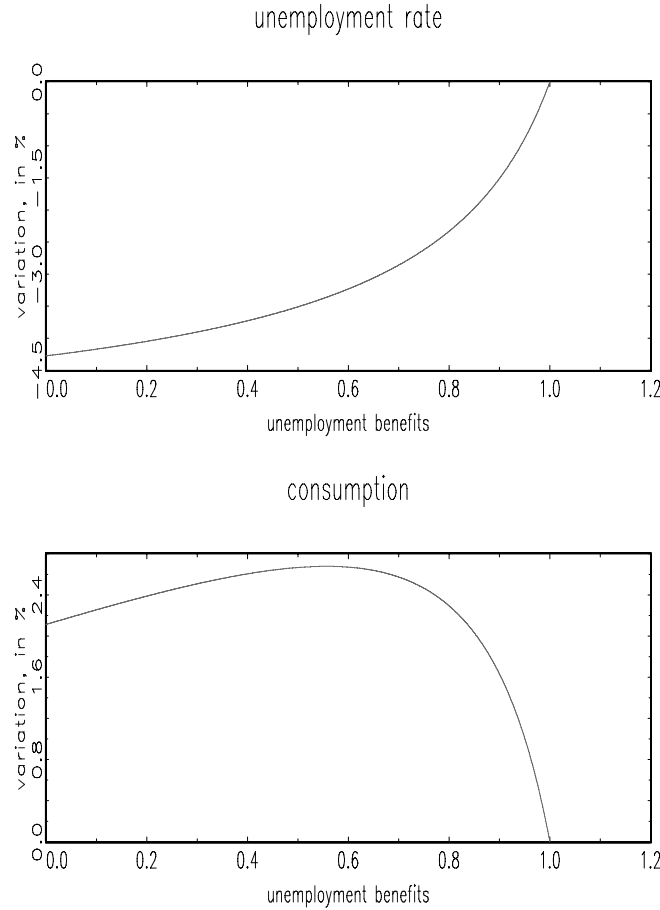 unemployment rate
variation, in %
0.0
−1.5
−3.0
−4.5
0.0 0.2 0.4 0.6 0.8 1.0 1.2
unemployment benefits
consumption
variation, in %
2.4
1.6
0.8
0.0
0.0 0.2 0.4 0.6 0.8 1.0 1.2
unemployment benefits